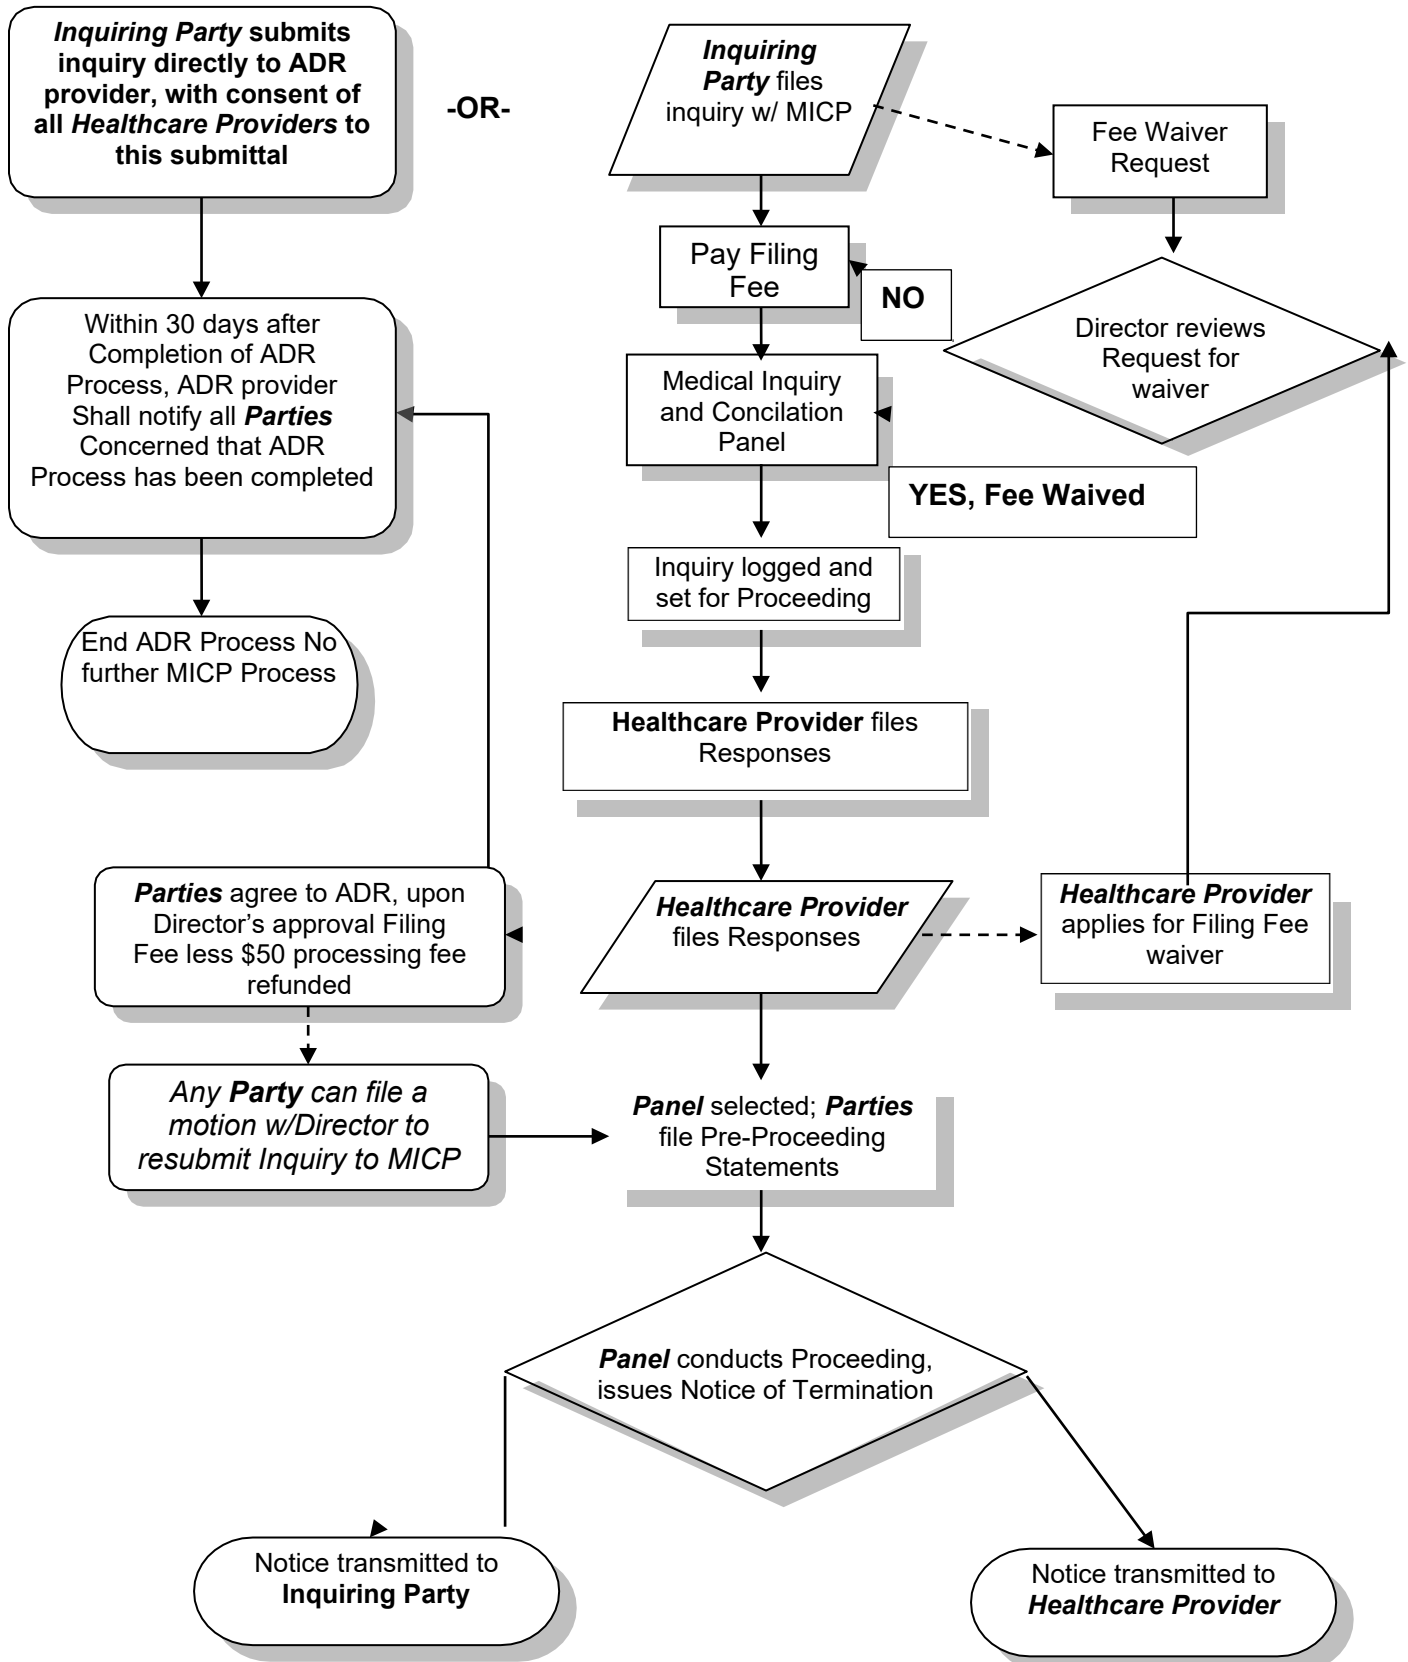 Inquiring Party submits
inquiry directly to ADR
provider, with consent of
all Healthcare Providers to
this submittal
-OR-
Inquiring
Party files
inquiry w/ MICP
Fee Waiver
Request
Pay Filing
Fee
NO
Director reviews
Request for
waiver
Within 30 days after
Completion of ADR
Process, ADR provider
Shall notify all Parties
Concerned that ADR
Process has been completed
Medical Inquiry
and Concilation
Panel
YES, Fee Waived
Inquiry logged and
set for Proceeding
End ADR Process No
further MICP Process
Healthcare Provider files
Responses
Parties agree to ADR, upon
Director’s approval Filing
Fee less $50 processing fee
refunded
Healthcare Provider
files Responses
Healthcare Provider
applies for Filing Fee
waiver
Any Party can file a
motion w/Director to
resubmit Inquiry to MICP
Panel selected; Parties
file Pre-Proceeding
Statements
Panel conducts Proceeding,
issues Notice of Termination
Notice transmitted to
Inquiring Party
Notice transmitted to
Healthcare Provider